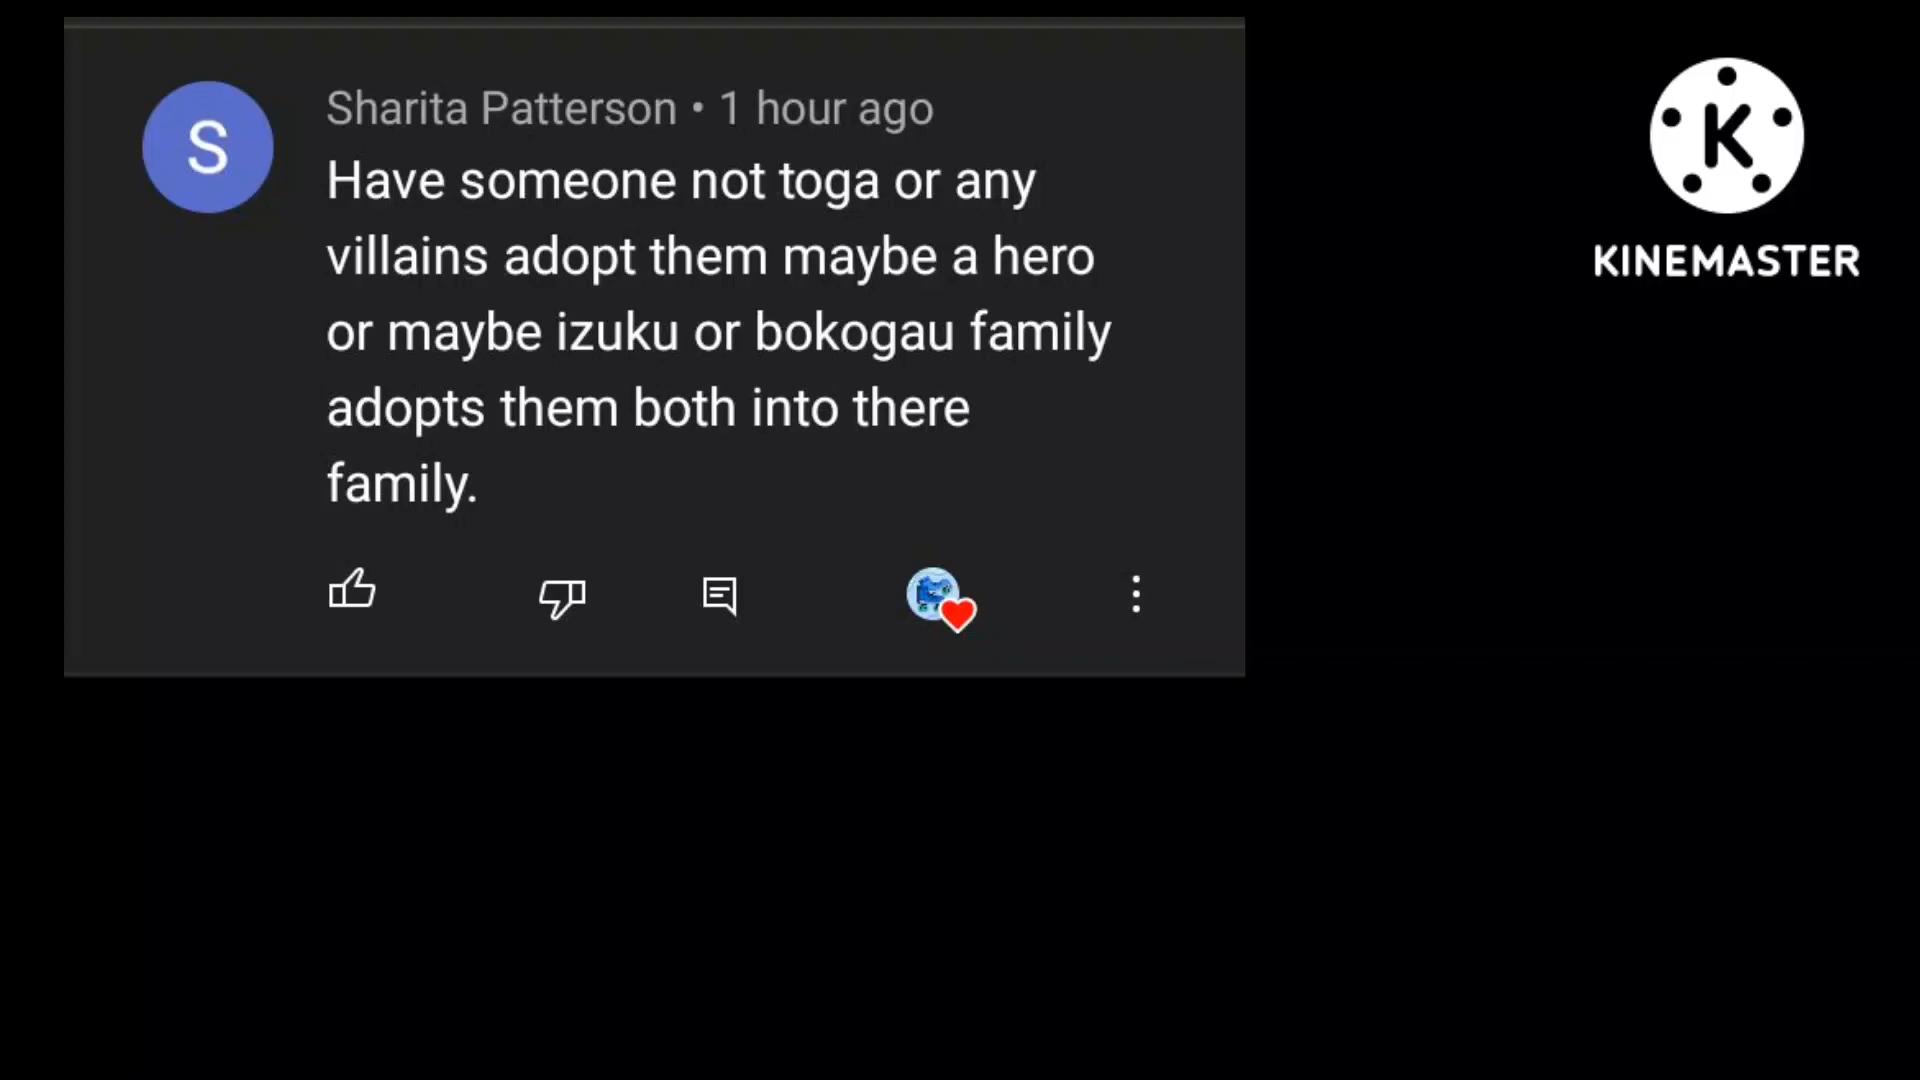 S
Sharita Patterson • 1 hour ago
Have someone not toga or any
villains adopt them maybe a hero
or maybe izuku or bokogau family
adopts them both into there
family.
K
KINEMASTER